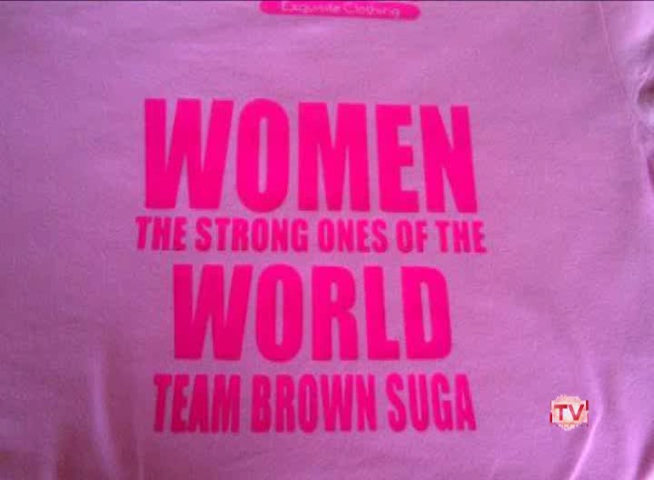 Exquisite Clothing
WOMEN
THE STRONG ONES OF THE
WORLD
TEAM BROWN SUGA
TV